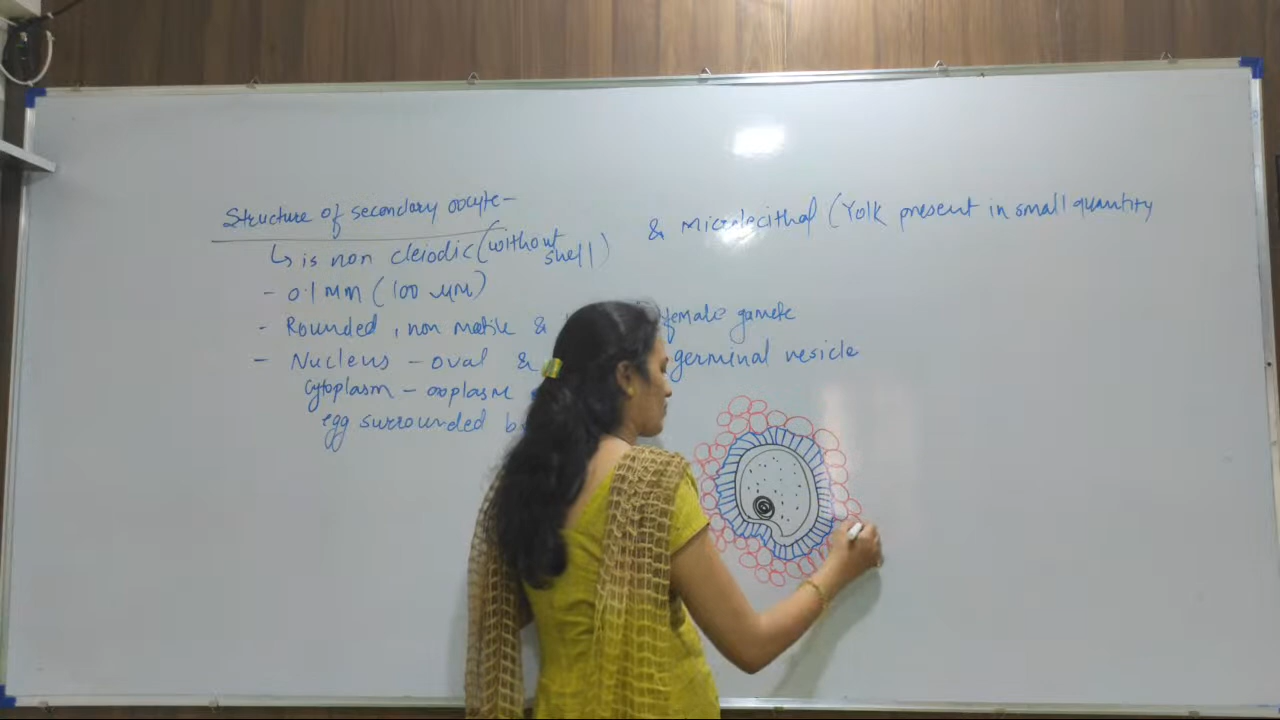 Structure of secondary oocyte-
↳ is non cleiodic (without shell) & microlecithal (Yolk present in small quantity
- 0.1 mm (100 μm)
- Rounded, non motile & female gamete
- Nucleus - oval & germinal vesicle
Cytoplasm - ooplasm
egg surrounded